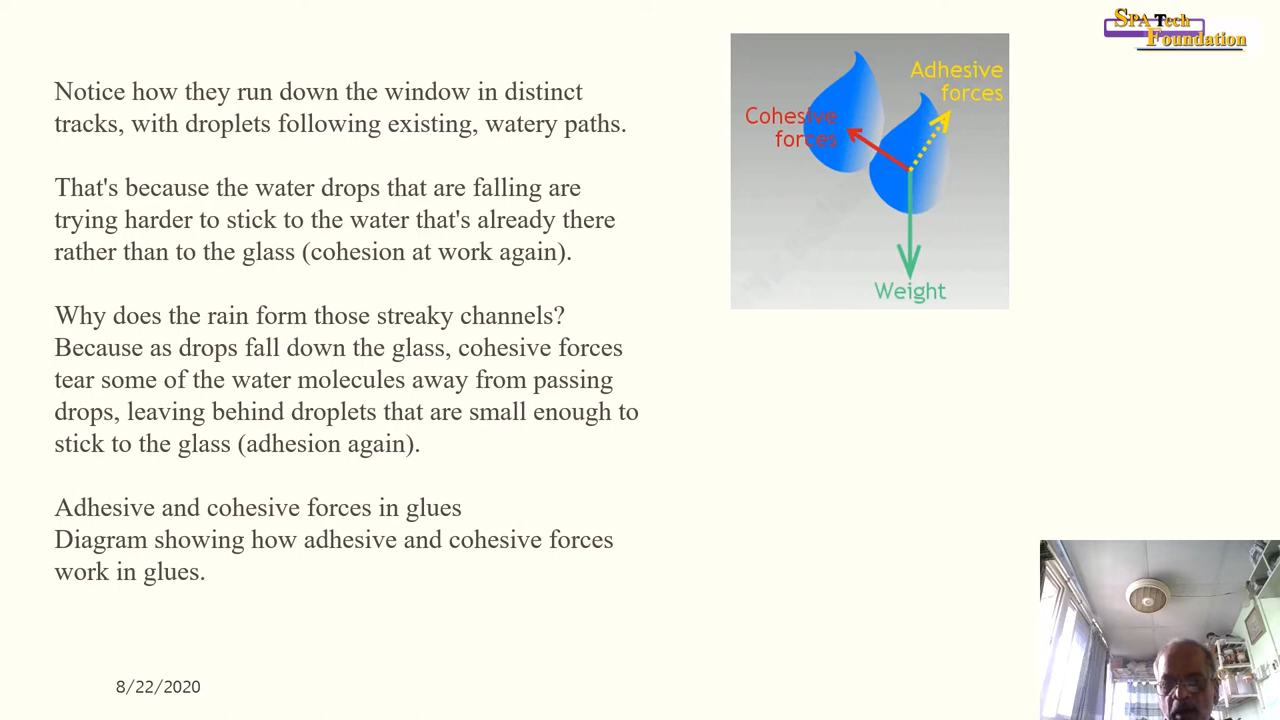 SPA Tech
Foundation
Notice how they run down the window in distinct
tracks, with droplets following existing, watery paths.
That's because the water drops that are falling are
trying harder to stick to the water that's already there
rather than to the glass (cohesion at work again).
Why does the rain form those streaky channels?
Because as drops fall down the glass, cohesive forces
tear some of the water molecules away from passing
drops, leaving behind droplets that are small enough to
stick to the glass (adhesion again).
Adhesive and cohesive forces in glues
Diagram showing how adhesive and cohesive forces
work in glues.
Adhesive
forces
Cohesive
forces
Weight
8/22/2020